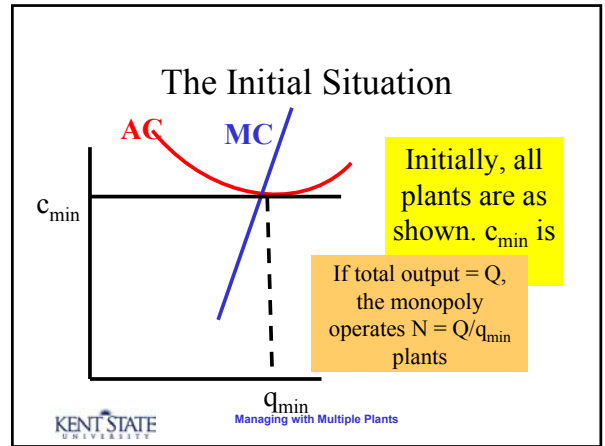 The Initial Situation
AC
MC
Initially, all
plants are as
shown. cmin is
cmin
If total output = Q,
the monopoly
operates N = Q/qmin
plants
qmin
KENT STATE
UNIVERSITY
Managing with Multiple Plants